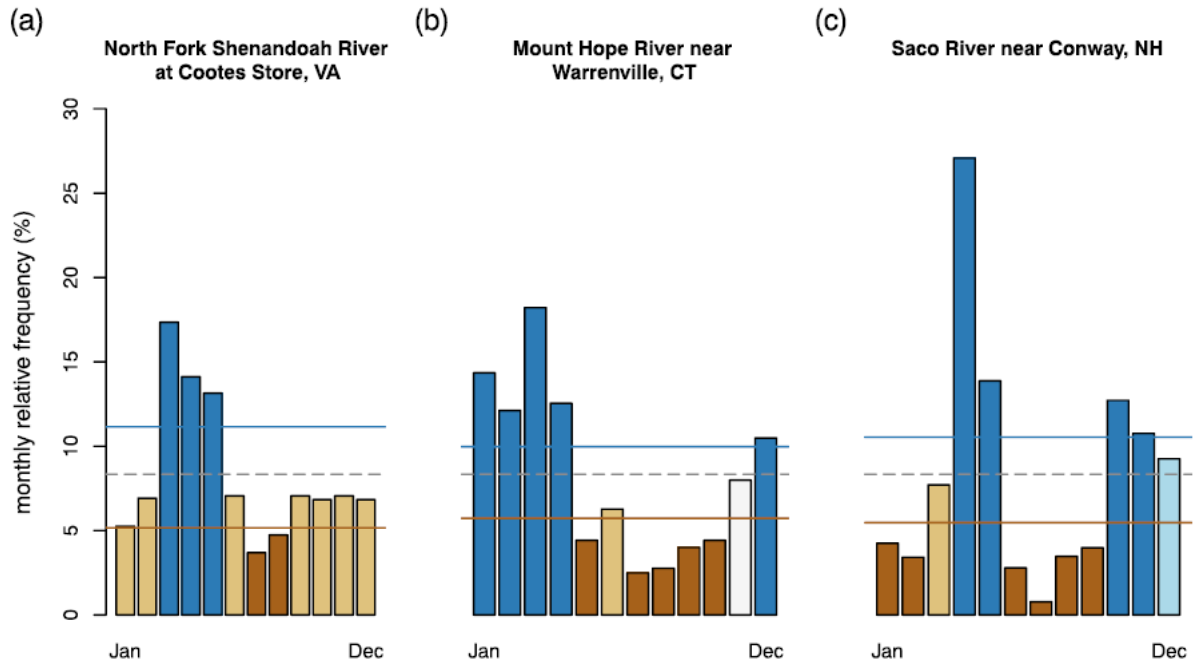 (a)
North Fork Shenandoah River
at Cootes Store, VA
(b)
Mount Hope River near
Warrenville, CT
(c)
Saco River near Conway, NH
monthly relative frequency (%)
30
25
20
15
10
5
0
Jan Dec
Jan Dec
Jan Dec